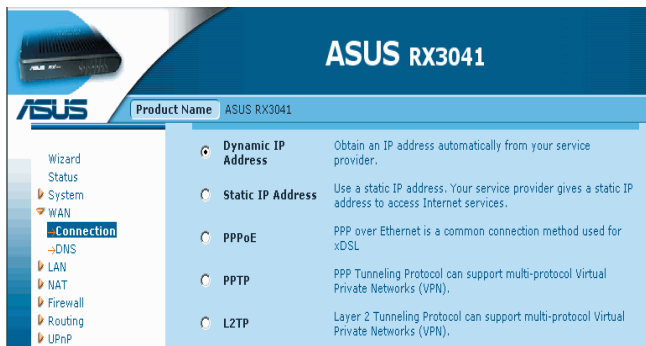 ASUS RX3041
ASUS
Product Name ASUS RX3041
Wizard
Status
System
WAN
→Connection
→DNS
LAN
NAT
Firewall
Routing
UPnP
Dynamic IP Address
Obtain an IP address automatically from your service
provider.
Static IP Address
Use a static IP address. Your service provider gives a static IP
address to access Internet services.
PPPoE
PPP over Ethernet is a common connection method used for
xDSL
PPTP
PPP Tunneling Protocol can support multi-protocol Virtual
Private Networks (VPN).
L2TP
Layer 2 Tunneling Protocol can support multi-protocol Virtual
Private Networks (VPN).